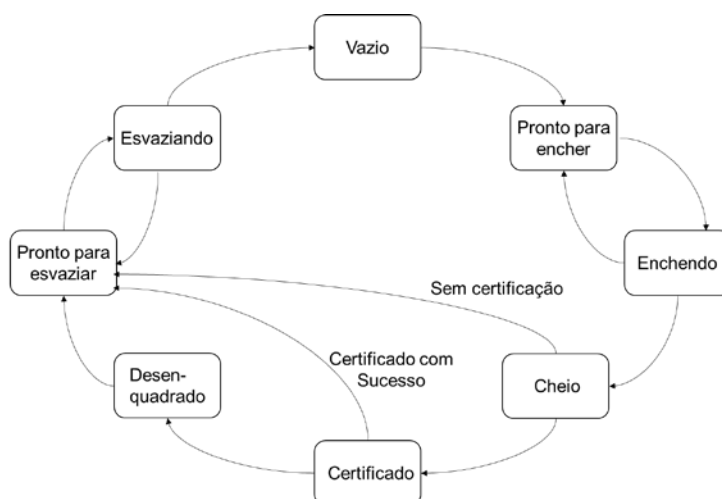 Vazio
Esvaziando
Pronto para
encher
Pronto para
esvaziar
Enchendo
Sem certificação
Certificado com
Sucesso
Desen-
quadrado
Cheio
Certificado